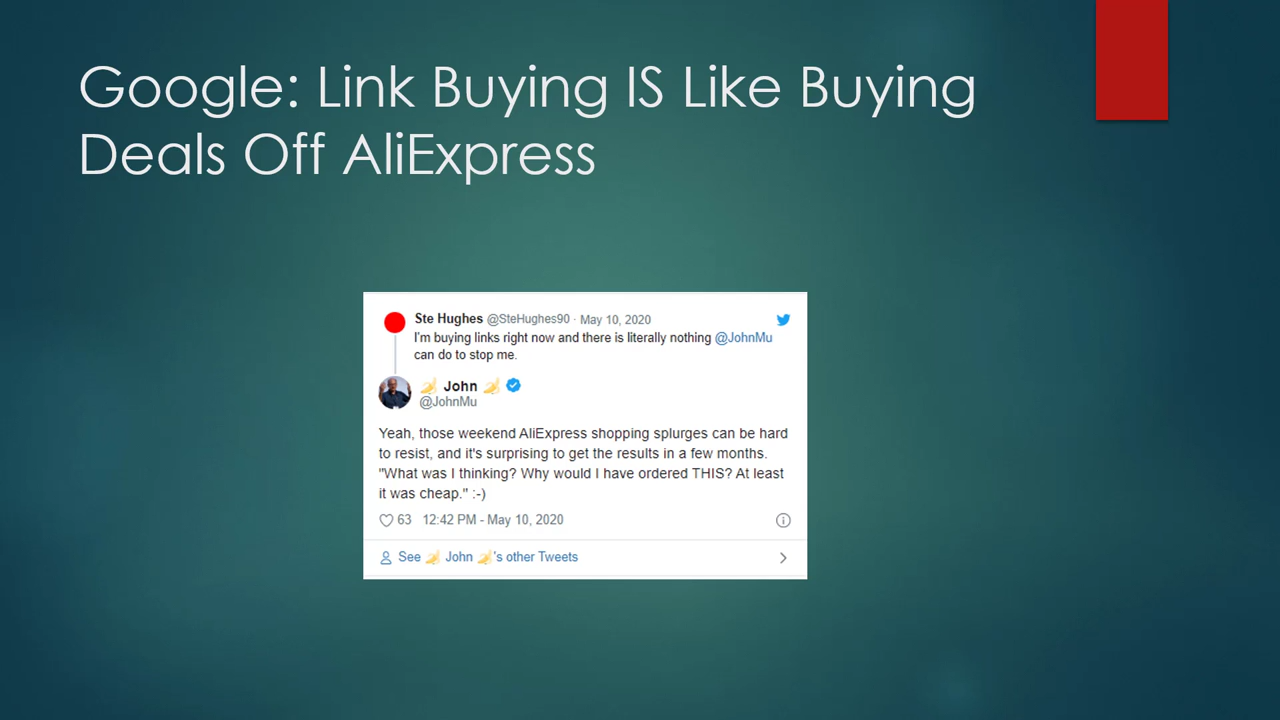 Google: Link Buying IS Like Buying
Deals Off AliExpress
Ste Hughes @SteHughes90 · May 10, 2020
I'm buying links right now and there is literally nothing @JohnMu
can do to stop me.
🍌 John 🍌
@JohnMu
Yeah, those weekend AliExpress shopping splurges can be hard
to resist, and it's surprising to get the results in a few months.
"What was I thinking? Why would I have ordered THIS? At least
it was cheap." :-)
63 12:42 PM - May 10, 2020
See 🍌 John 🍌's other Tweets